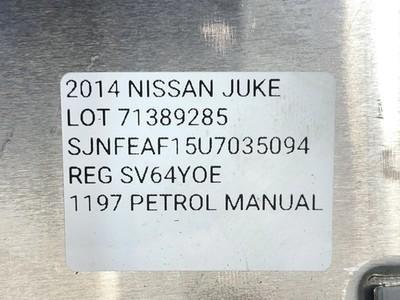 2014 NISSAN JUKE
LOT 71389285
SJNFEAF15U7035094
REG SV64YOE
1197 PETROL MANUAL